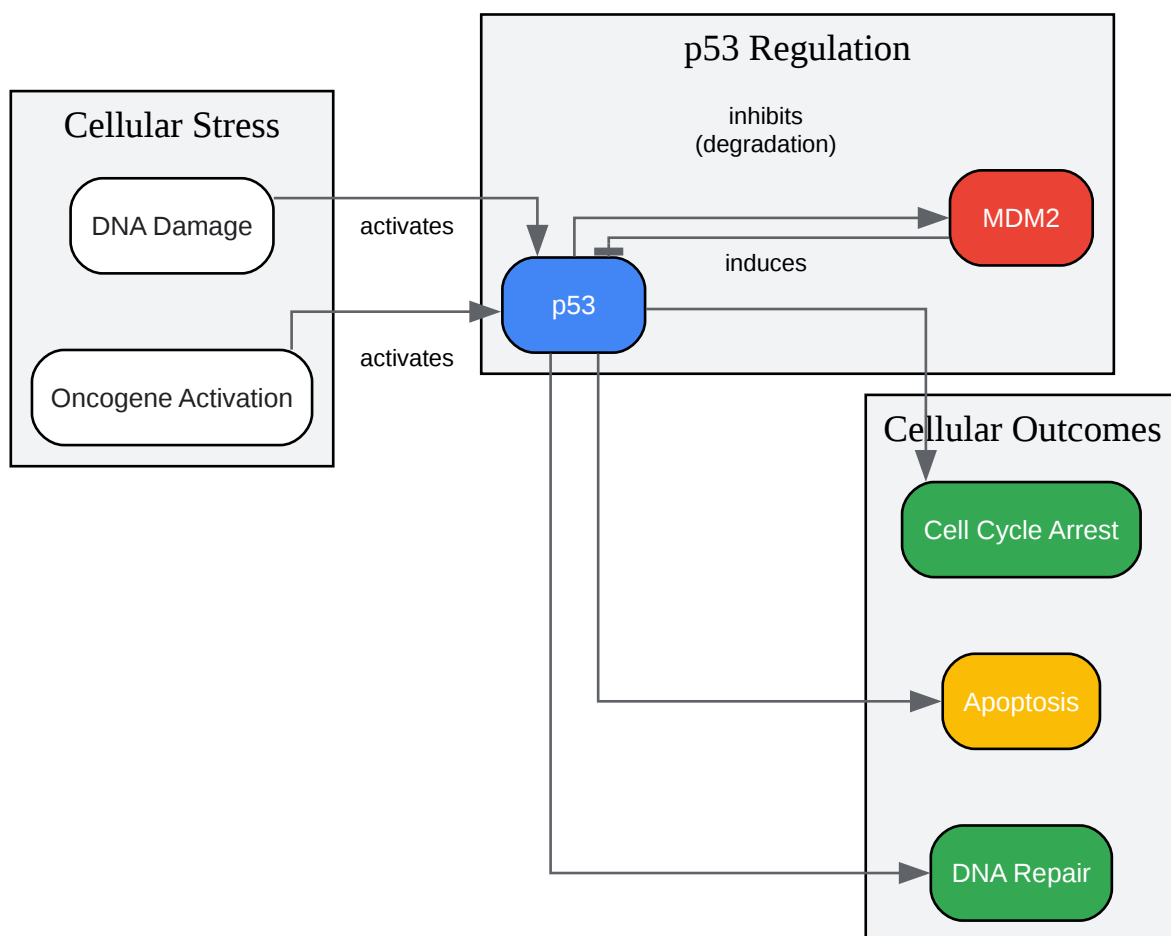 p53 Regulation
Cellular Stress
inhibits
(degradation)
DNA Damage
activates
MDM2
induces
p53
activates
Oncogene Activation
Cellular Outcomes
Cell Cycle Arrest
Apoptosis
DNA Repair